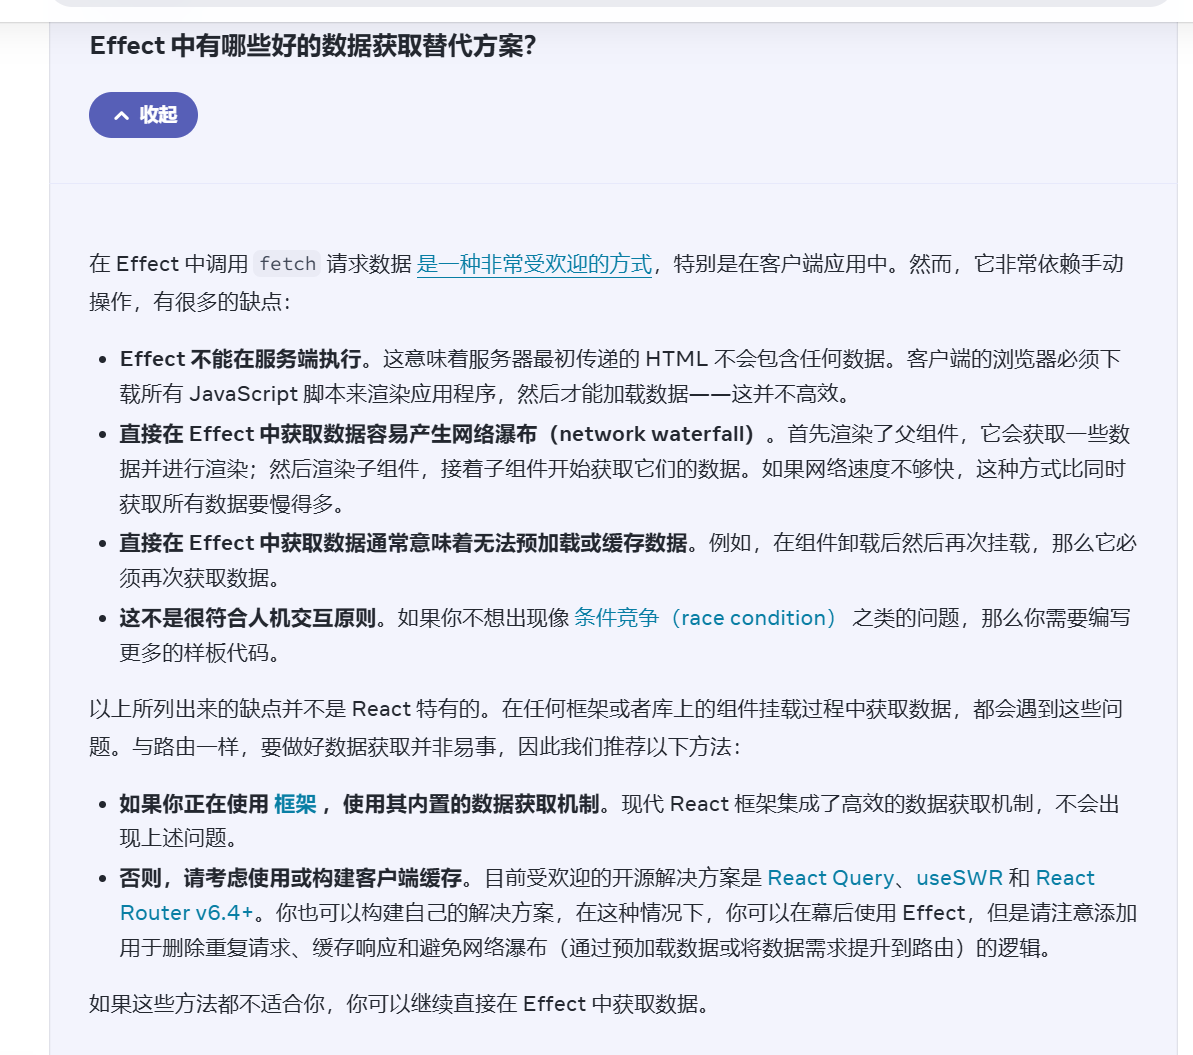 Effect 中有哪些好的数据获取替代方案?
收起
在 Effect 中调用 fetch 请求数据 是一种非常受欢迎的方式，特别是在客户端应用中。然而，它非常依赖手动
操作，有很多的缺点：
Effect 不能在服务端执行。这意味着服务器最初传递的 HTML 不会包含任何数据。客户端的浏览器必须下
载所有 JavaScript 脚本来渲染应用程序，然后才能加载数据——这并不高效。
直接在 Effect 中获取数据容易产生网络瀑布（network waterfall）。首先渲染了父组件，它会获取一些数
据并进行渲染；然后渲染子组件，接着子组件开始获取它们的数据。如果网络速度不够快，这种方式比同时
获取所有数据要慢得多。
直接在 Effect 中获取数据通常意味着无法预加载或缓存数据。例如，在组件卸载后然后再次挂载，那么它必
须再次获取数据。
这不是很符合人机交互原则。如果你不想出现像 条件竞争（race condition） 之类的问题，那么你需要编写
更多的样板代码。
以上所列出来的缺点并不是 React 特有的。在任何框架或者库上的组件挂载过程中获取数据，都会遇到这些问
题。与路由一样，要做好数据获取并非易事，因此我们推荐以下方法：
如果你正在使用 框架 ，使用其内置的数据获取机制。现代 React 框架集成了高效的数据获取机制，不会出
现上述问题。
否则，请考虑使用或构建客户端缓存。目前受欢迎的开源解决方案是 React Query、useSWR 和 React
Router v6.4+。你也可以构建自己的解决方案，在这种情况下，你可以在幕后使用 Effect，但是请注意添加
用于删除重复请求、缓存响应和避免网络瀑布（通过预加载数据或将数据需求提升到路由）的逻辑。
如果这些方法都不适合你，你可以继续直接在 Effect 中获取数据。